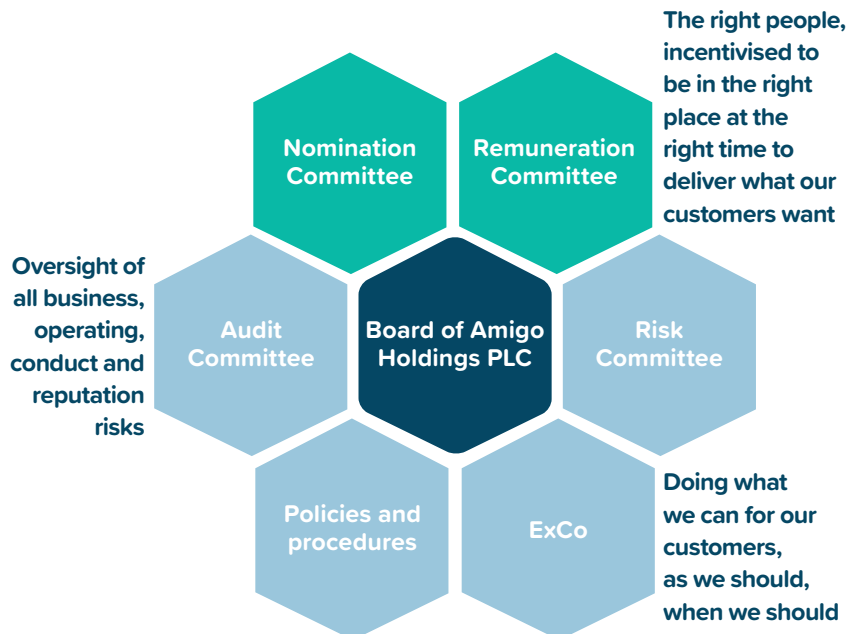 The right people,
incentivised to
be in the right
place at the
right time to
deliver what our
customers want
Nomination
Committee
Remuneration
Committee
Oversight of
all business,
operating,
conduct and
reputation
risks
Audit
Committee
Board of Amigo
Holdings PLC
Risk
Committee
Policies and
procedures
ExCo
Doing what
we can for our
customers,
as we should,
when we should